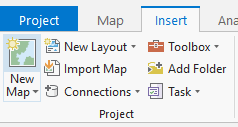 Project Map Insert Ana
New Map
New Layout Toolbox
Import Map Add Folder
Connections Task
Project